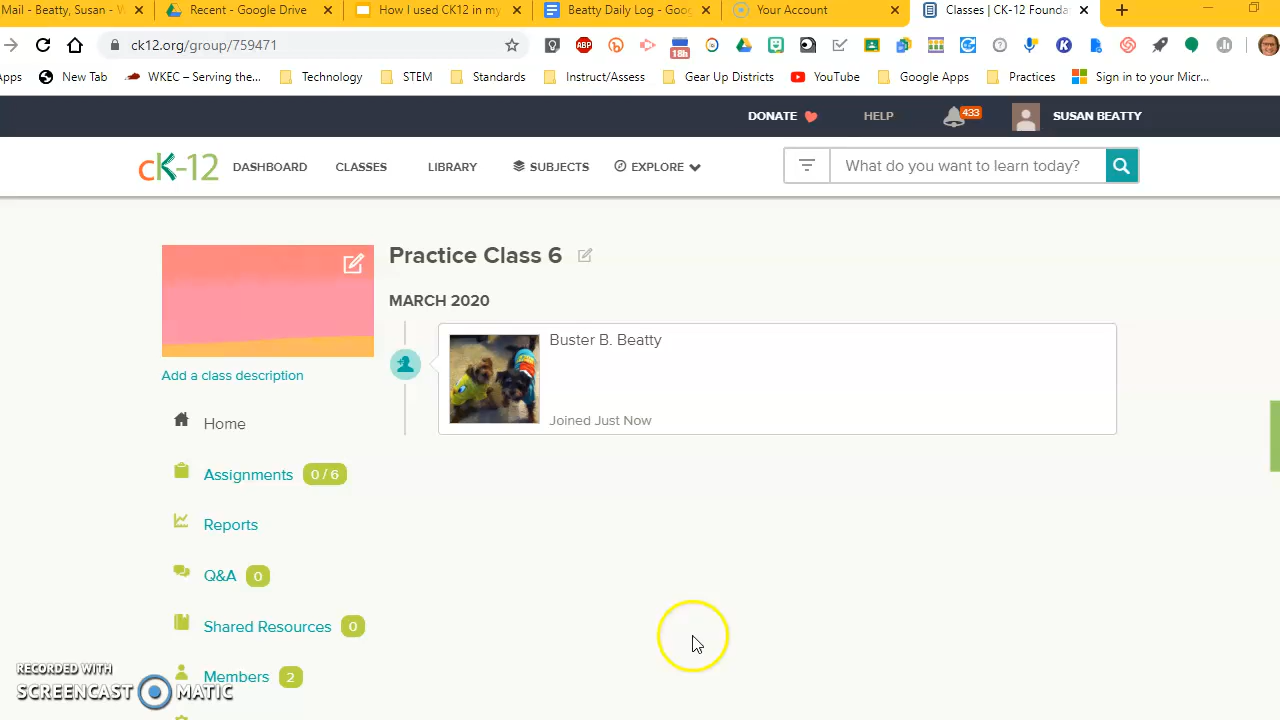 Mail - Beatty, Susan - W
Recent - Google Drive
How I used CK12 in my
Beatty Daily Log - Goog
Your Account
Classes | CK-12 Founda
ck12.org/group/759471
ABP
18h
Apps
New Tab
WKEC – Serving the...
Technology
STEM
Standards
Instruct/Assess
Gear Up Districts
YouTube
Google Apps
Practices
Sign in to your Micr...
DONATE
HELP
433
SUSAN BEATTY
cK-12
DASHBOARD
CLASSES
LIBRARY
SUBJECTS
EXPLORE
What do you want to learn today?
Practice Class 6
MARCH 2020
Buster B. Beatty
Joined Just Now
Add a class description
Home
Assignments 0 / 6
Reports
Q&A 0
Shared Resources 0
Members 2
RECORDED WITH
SCREENCAST MATIC